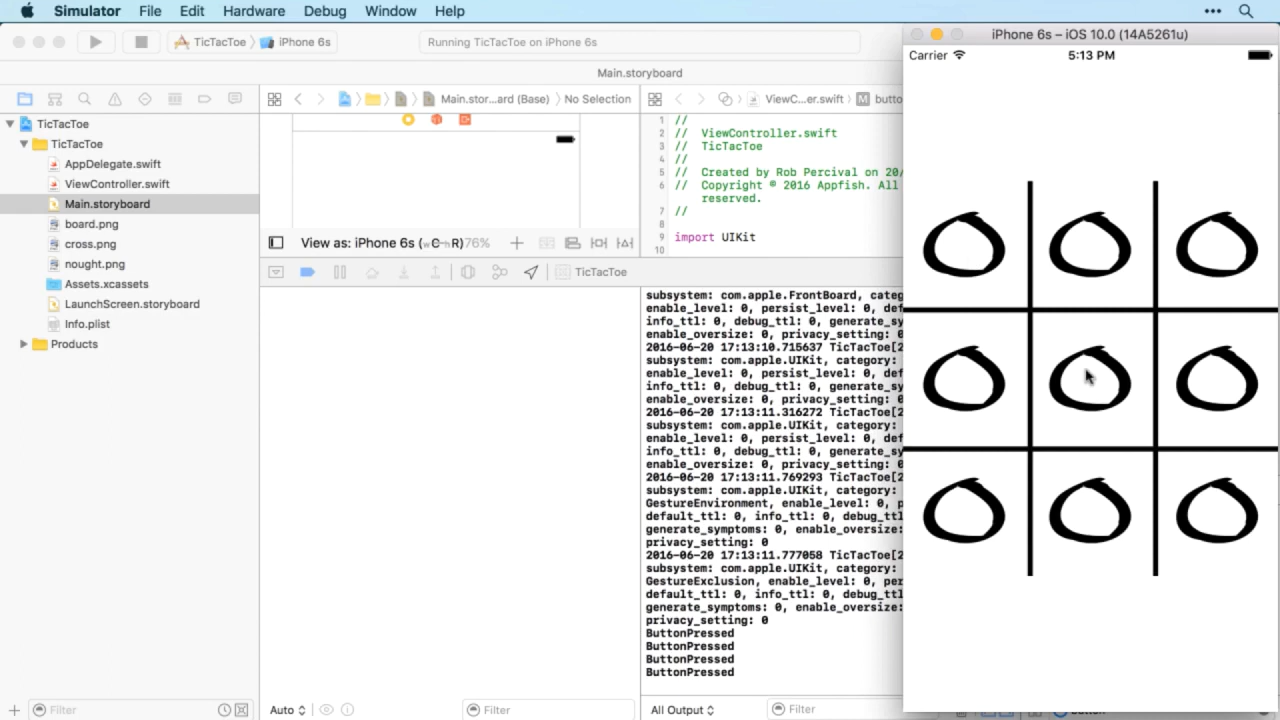 Simulator File Edit Hardware Debug Window Help
TicTacToe iPhone 6s
Running TicTacToe on iPhone 6s
iPhone 6s – iOS 10.0 (14A5261u)
Carrier 5:13 PM
Main.storyboard
Main.stor...ard (Base) No Selection
ViewC...er.swift M butto
TicTacToe
TicTacToe
AppDelegate.swift
ViewController.swift
Main.storyboard
board.png
cross.png
nought.png
Assets.xcassets
LaunchScreen.storyboard
Info.plist
Products
Filter
View as: iPhone 6s ( R) 76%
1 //
2 // ViewController.swift
3 // TicTacToe
4 //
5 // Created by Rob Percival on 20/
6 // Copyright © 2016 Appfish. All
reserved.
7 //
8
9 import UIKit
10
TicTacToe
subsystem: com.apple.FrontBoard, categ
enable_level: 0, persist_level: 0, def
info_ttl: 0, debug_ttl: 0, generate_sy
enable_oversize: 0, privacy_setting: 0
2016-06-20 17:13:10.715637 TicTacToe[2
subsystem: com.apple.UIKit, category:
enable_level: 0, persist_level: 0, def
info_ttl: 0, debug_ttl: 0, generate_sy
enable_oversize: 0, privacy_setting: 0
2016-06-20 17:13:11.316272 TicTacToe[2
subsystem: com.apple.UIKit, category:
enable_level: 0, persist_level: 0, def
info_ttl: 0, debug_ttl: 0, generate_sy
enable_oversize: 0, privacy_setting: 0
2016-06-20 17:13:11.769293 TicTacToe[2
subsystem: com.apple.UIKit, category:
GestureEnvironment, enable_level: 0, p
default_ttl: 0, info_ttl: 0, debug_ttl
generate_symptoms: 0, enable_oversize:
privacy_setting: 0
2016-06-20 17:13:11.777058 TicTacToe[2
subsystem: com.apple.UIKit, category:
GestureExclusion, enable_level: 0, per
default_ttl: 0, info_ttl: 0, debug_ttl
generate_symptoms: 0, enable_oversize:
privacy_setting: 0
ButtonPressed
ButtonPressed
ButtonPressed
ButtonPressed
Auto Filter
All Output Filter